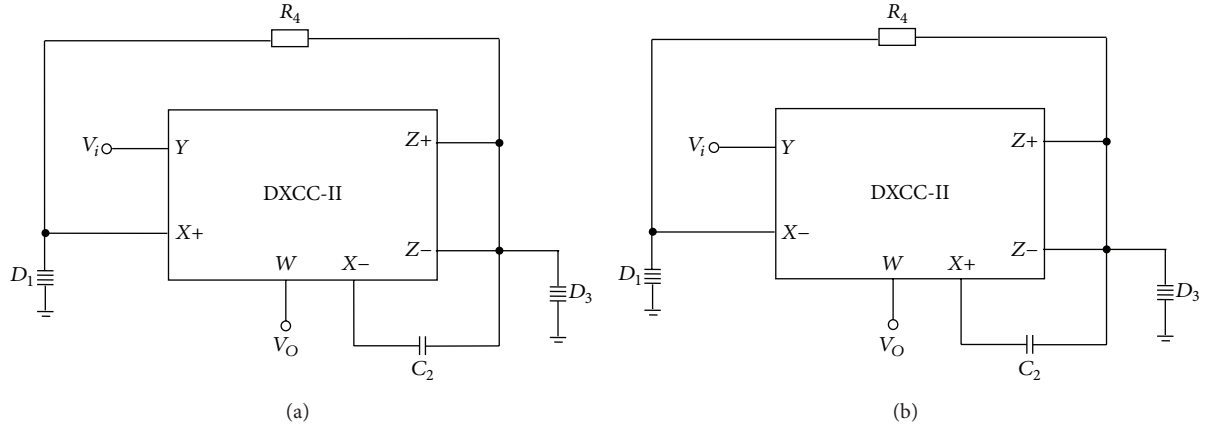 R4
Vi
Y
Z+
DXCC-II
X+
Z−
W
X−
D1
D3
VO
C2
(a)
R4
Vi
Y
Z+
DXCC-II
X−
Z−
W
X+
D1
D3
VO
C2
(b)